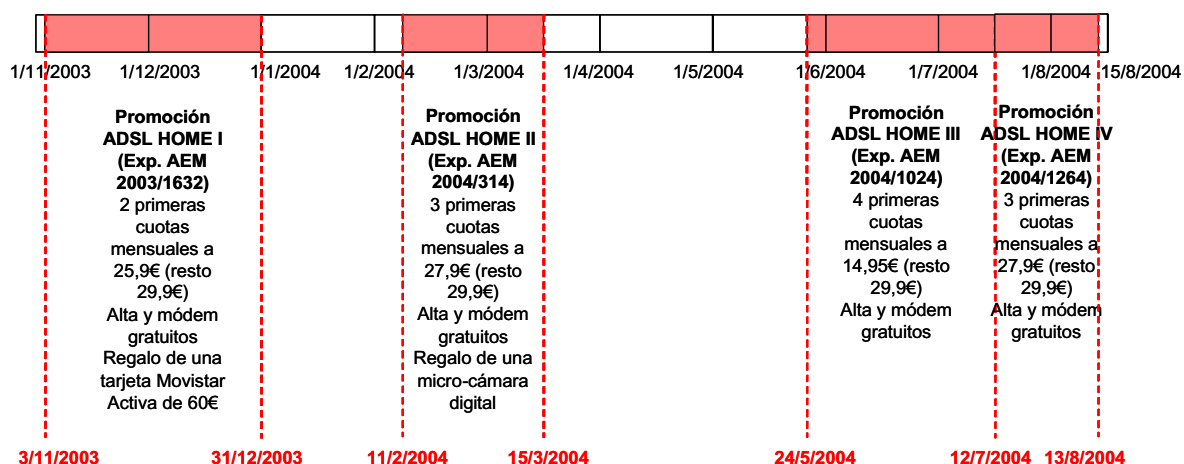 1/11/2003 1/12/2003 1/1/2004 1/2/2004 1/3/2004 1/4/2004 1/5/2004 1/6/2004 1/7/2004 1/8/2004 15/8/2004
Promoción
ADSL HOME I
(Exp. AEM
2003/1632)
2 primeras
cuotas
mensuales a
25,9€ (resto
29,9€)
Alta y módem
gratuitos
Regalo de una
tarjeta Movistar
Activa de 60€
Promoción
ADSL HOME II
(Exp. AEM
2004/314)
3 primeras
cuotas
mensuales a
27,9€ (resto
29,9€)
Alta y módem
gratuitos
Regalo de una
micro-cámara
digital
Promoción
ADSL HOME III
(Exp. AEM
2004/1024)
4 primeras
cuotas
mensuales a
14,95€ (resto
29,9€)
Alta y módem
gratuitos
Promoción
ADSL HOME IV
(Exp. AEM
2004/1264)
3 primeras
cuotas
mensuales a
27,9€ (resto
29,9€)
Alta y módem
gratuitos
3/11/2003 31/12/2003 11/2/2004 15/3/2004 24/5/2004 12/7/2004 13/8/2004